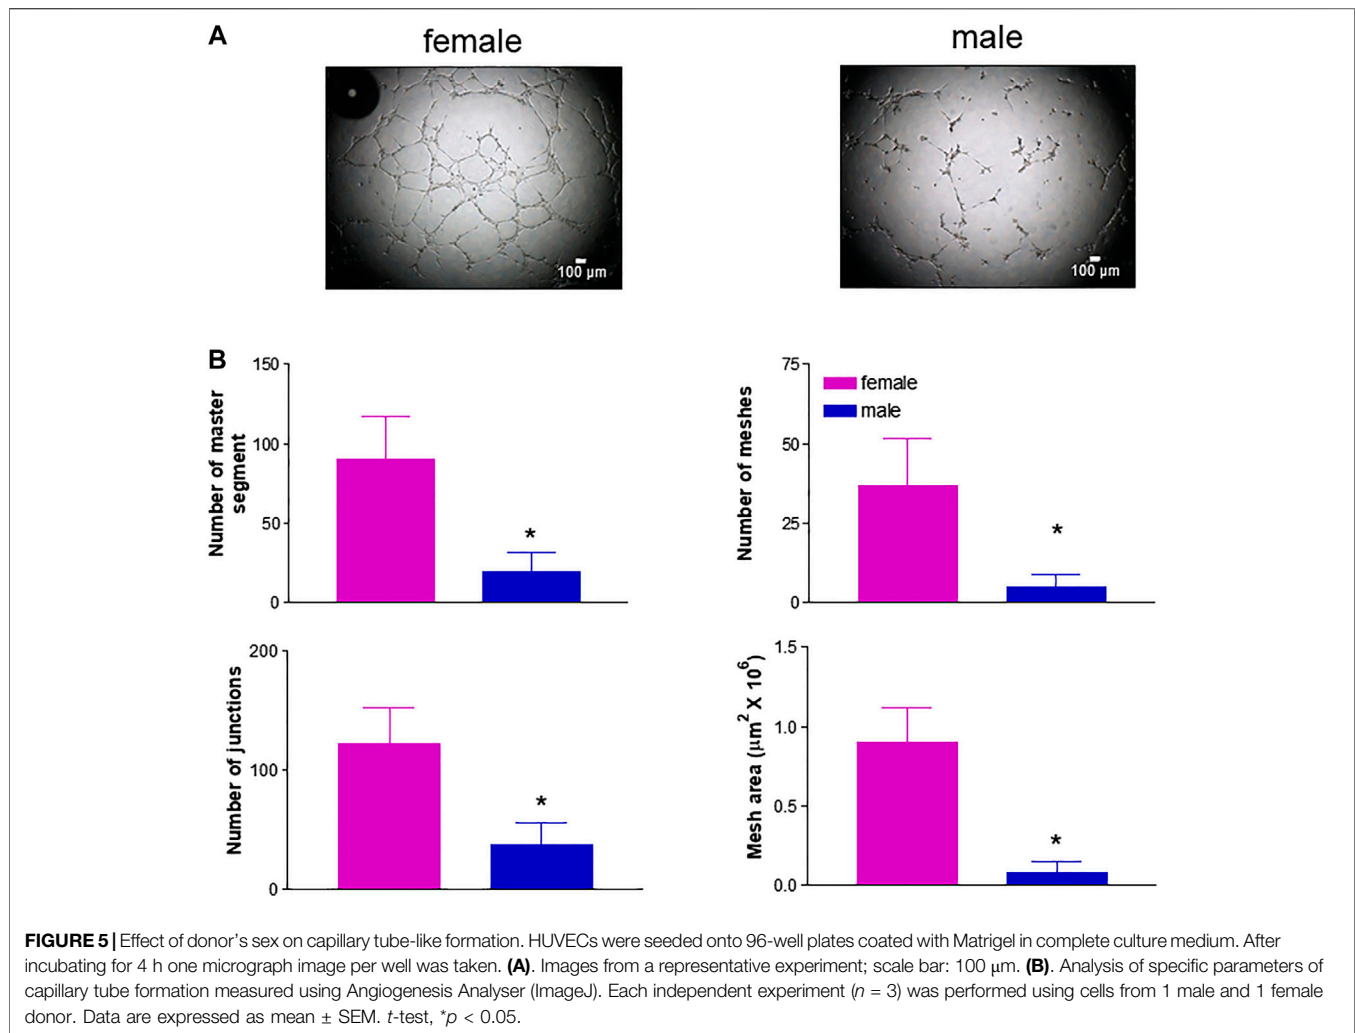 A
female
male
100 µm
100 µm
B
150
100
50
0
Number of master
segment
*
75
50
25
0
Number of meshes
female
male
*
200
100
0
Number of junctions
*
1.5
1.0
0.5
0.0
Mesh area (µm² X 10⁶)
*
FIGURE 5 | Effect of donor's sex on capillary tube-like formation. HUVECs were seeded onto 96-well plates coated with Matrigel in complete culture medium. After
incubating for 4 h one micrograph image per well was taken. (A). Images from a representative experiment; scale bar: 100 µm. (B). Analysis of specific parameters of
capillary tube formation measured using Angiogenesis Analyser (ImageJ). Each independent experiment (n = 3) was performed using cells from 1 male and 1 female
donor. Data are expressed as mean ± SEM. t-test, *p < 0.05.